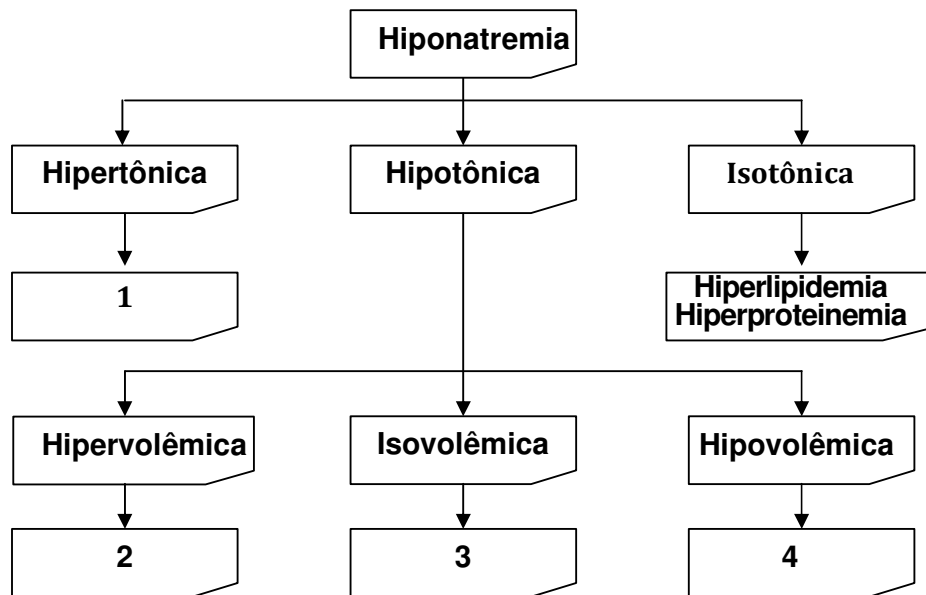 Hiponatremia
Hipertônica
Hipotônica
Isotônica
1
Hiperlipidemia
Hiperproteinemia
Hipervolêmica
Isovolêmica
Hipovolêmica
2
3
4